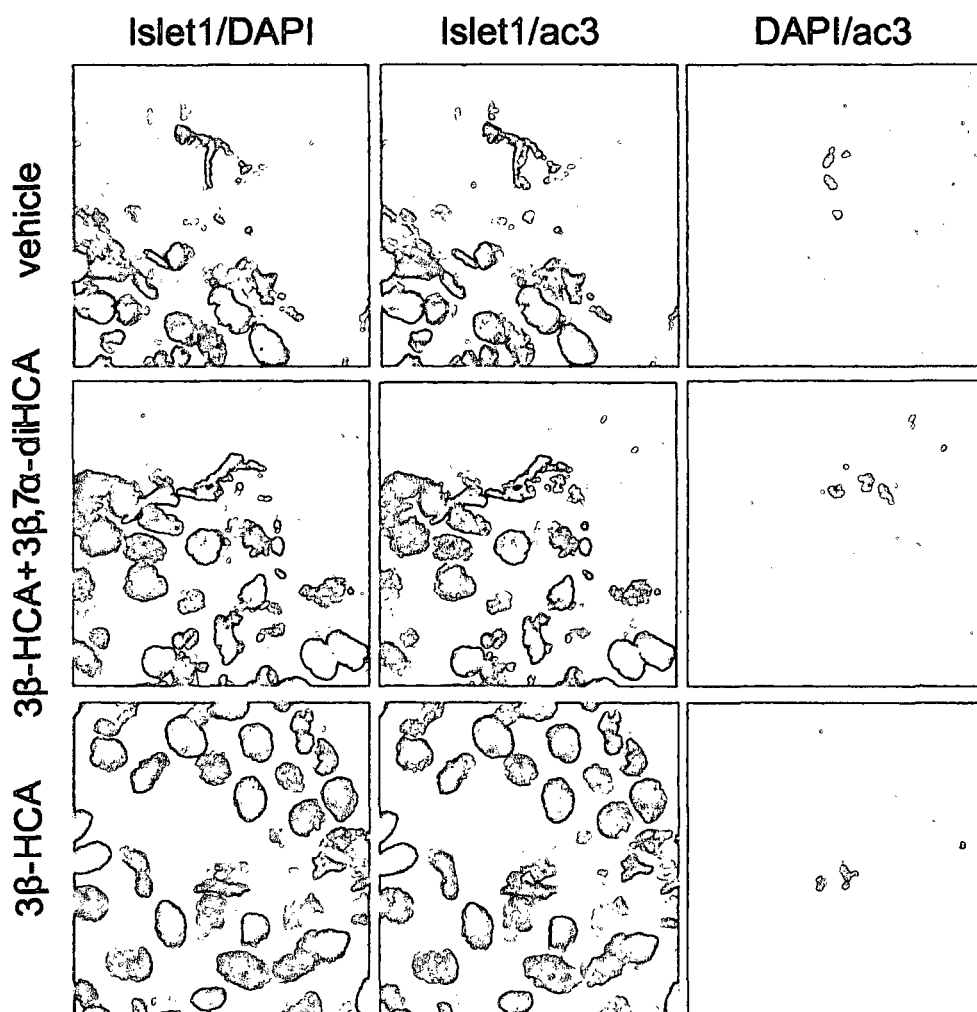 Islet1/DAPI
Islet1/ac3
DAPI/ac3
vehicle
3β-HCA+3β,7α-diHCA
3β-HCA